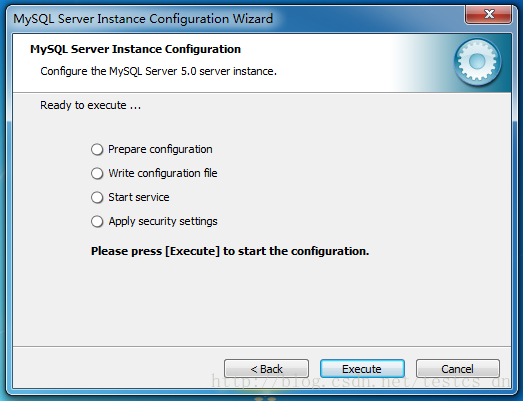 MySQL Server Instance Configuration Wizard
MySQL Server Instance Configuration
Configure the MySQL Server 5.0 server instance.
Ready to execute ...
Prepare configuration
Write configuration file
Start service
Apply security settings
Please press [Execute] to start the configuration.
< Back Execute Cancel
http://blog.csdn.net/testcs_dn